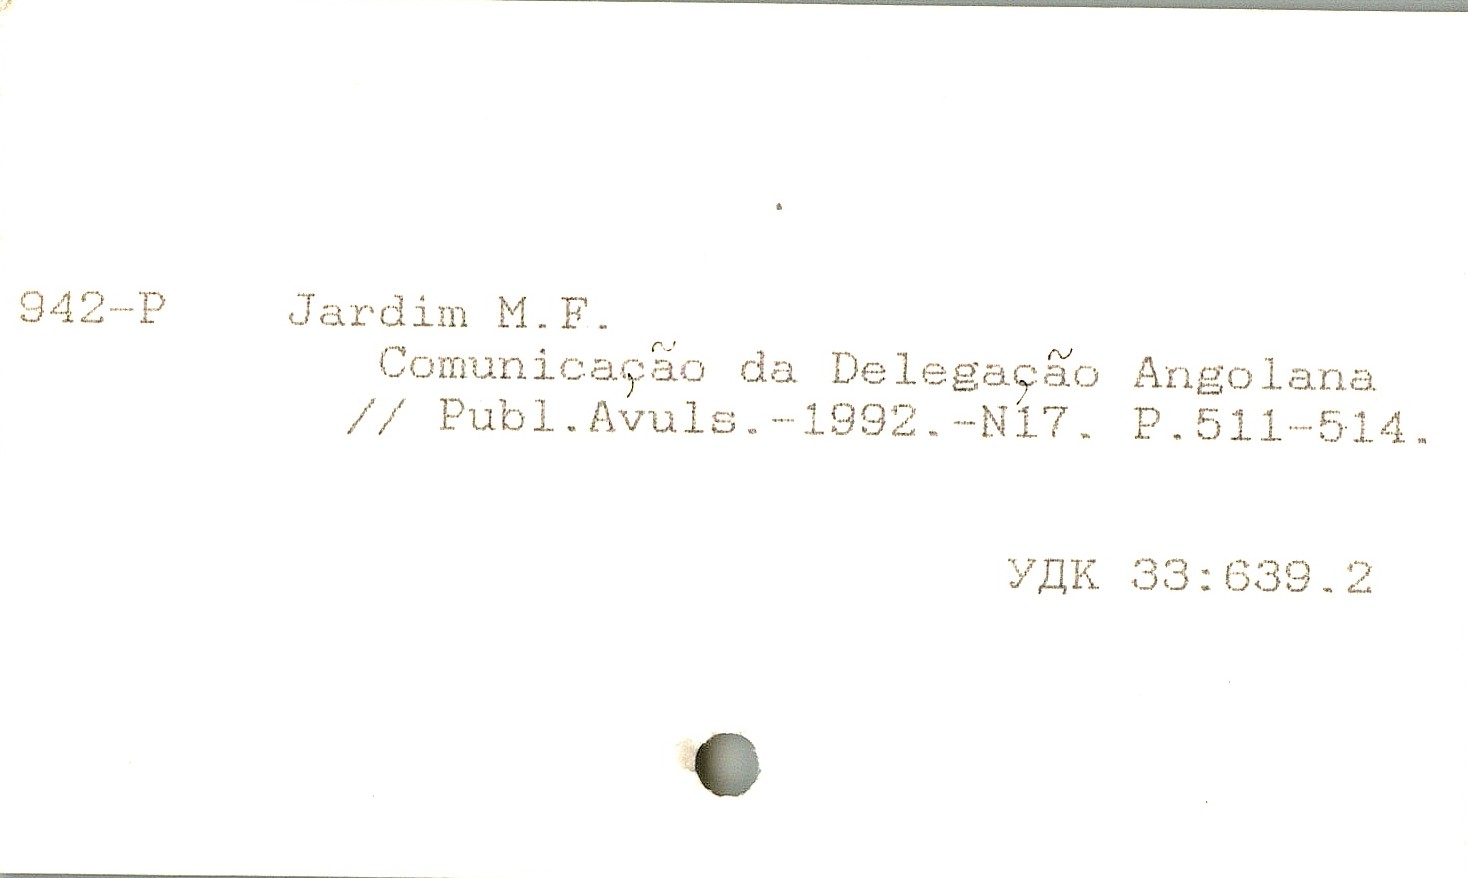 942-P Jardim M.F.
Comunicação da Delegação Angolana
// Publ.Avuls.-1992.-N17. P.511-514.
УДК 33:639.2